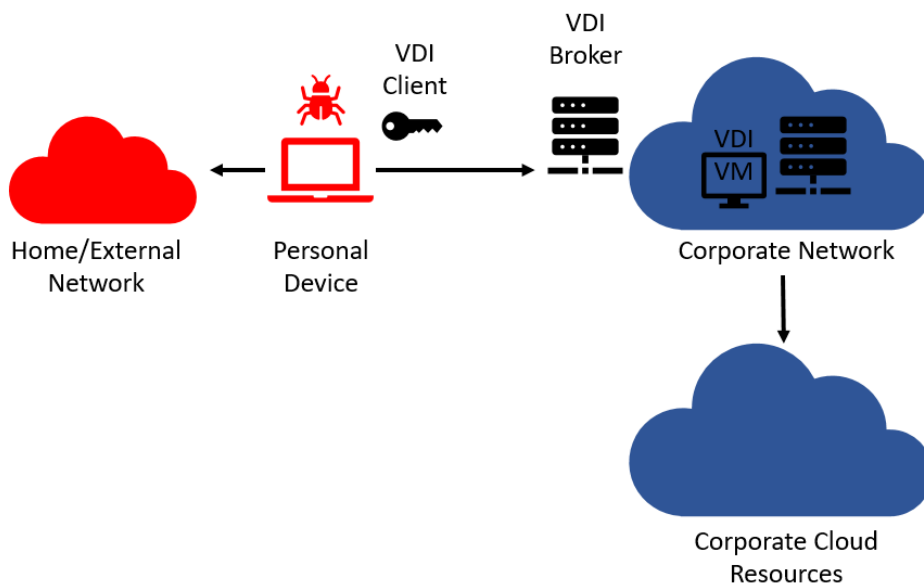 VDI
Client
VDI
Broker
VDI
VM
Home/External
Network
Personal
Device
Corporate Network
Corporate Cloud
Resources